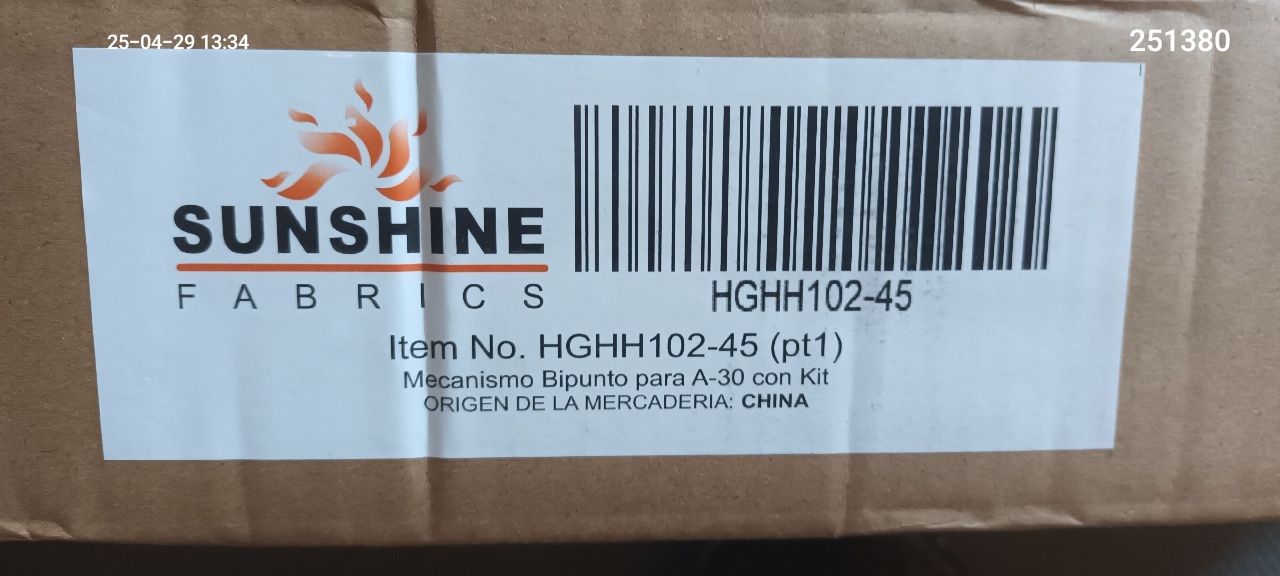 25-04-29 13:34
251380
SUNSHINE
FABRICS
HGHH102-45
Item No. HGHH102-45 (pt1)
Mecanismo Bipunto para A-30 con Kit
ORIGEN DE LA MERCADERIA: CHINA